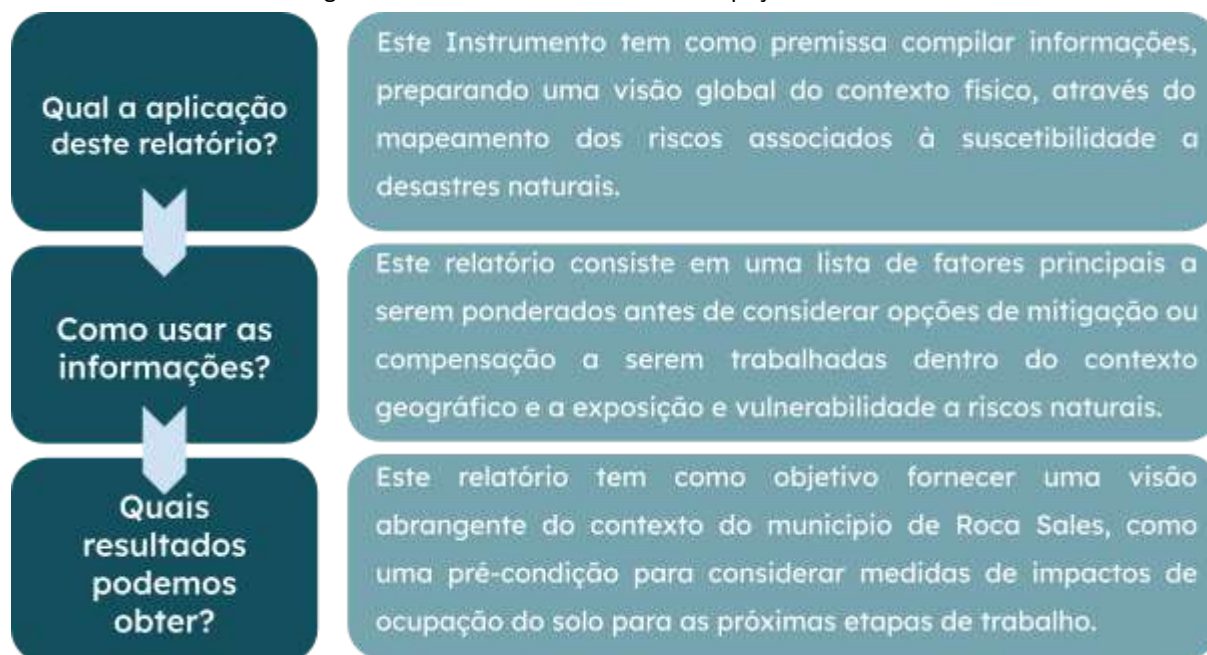 Qual a aplicação
deste relatório?
Este Instrumento tem como premissa compilar informações,
preparando uma visão global do contexto físico, através do
mapeamento dos riscos associados à suscetibilidade a
desastres naturais.
Como usar as
informações?
Este relatório consiste em uma lista de fatores principais a
serem ponderados antes de considerar opções de mitigação ou
compensação a serem trabalhadas dentro do contexto
geográfico e a exposição e vulnerabilidade a riscos naturais.
Quais
resultados
podemos
obter?
Este relatório tem como objetivo fornecer uma visão
abrangente do contexto do município de Roca Sales, como
uma pré-condição para considerar medidas de impactos de
ocupação do solo para as próximas etapas de trabalho.